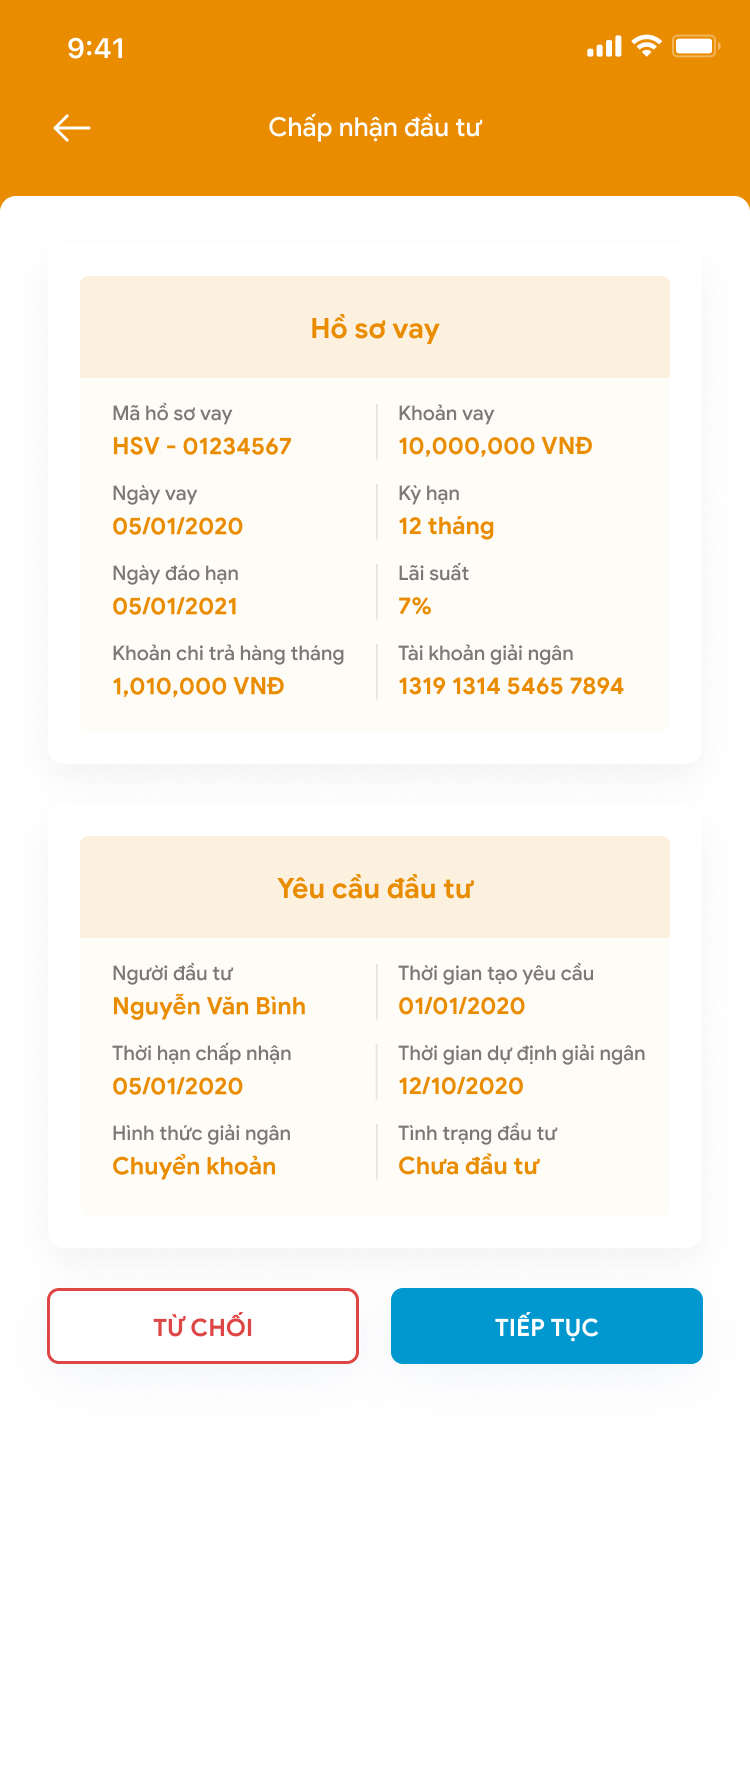 9:41
Chấp nhận đầu tư
Hồ sơ vay
Mã hồ sơ vay
HSV - 01234567
Khoản vay
10,000,000 VNĐ
Ngày vay
05/01/2020
Kỳ hạn
12 tháng
Ngày đáo hạn
05/01/2021
Lãi suất
7%
Khoản chi trả hàng tháng
1,010,000 VNĐ
Tài khoản giải ngân
1319 1314 5465 7894
Yêu cầu đầu tư
Người đầu tư
Nguyễn Văn Bình
Thời gian tạo yêu cầu
01/01/2020
Thời hạn chấp nhận
05/01/2020
Thời gian dự định giải ngân
12/10/2020
Hình thức giải ngân
Chuyển khoản
Tình trạng đầu tư
Chưa đầu tư
TỪ CHỐI
TIẾP TỤC